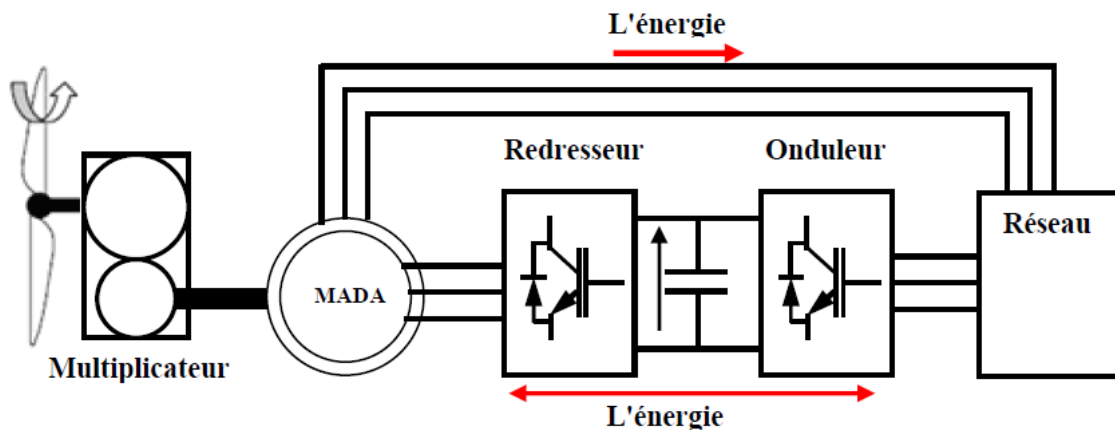 L'énergie
Redresseur
Onduleur
Réseau
MADA
Multiplicateur
L'énergie